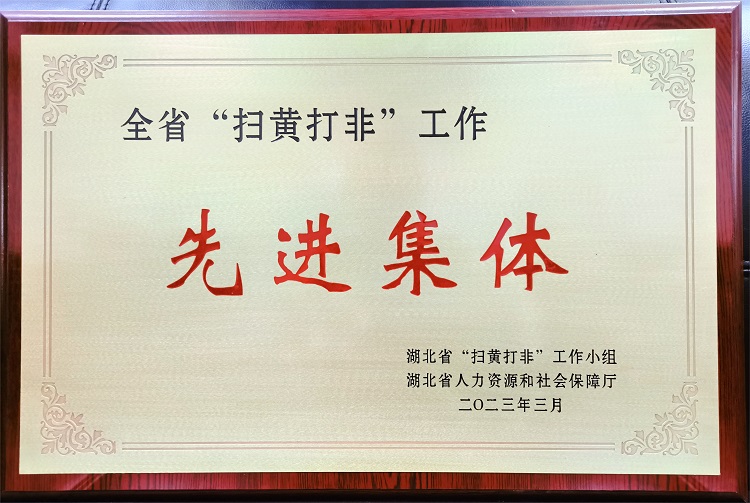 全省“扫黄打非”工作
先进集体
湖北省“扫黄打非”工作小组
湖北省人力资源和社会保障厅
二〇二三年三月